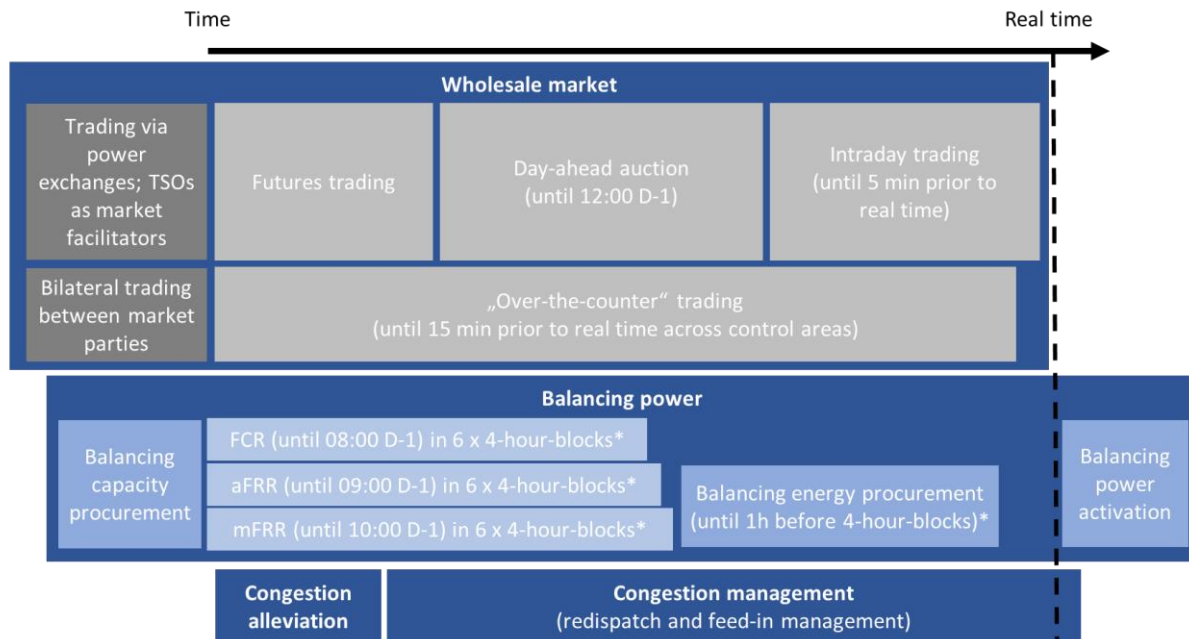 Time
Real time
Wholesale market
Trading via
power
exchanges; TSOs
as market
facilitators
Futures trading
Day-ahead auction
(until 12:00 D-1)
Intraday trading
(until 5 min prior to
real time)
Bilateral trading
between market
parties
„Over-the-counter“ trading
(until 15 min prior to real time across control areas)
Balancing power
Balancing
capacity
procurement
FCR (until 08:00 D-1) in 6 x 4-hour-blocks*
aFRR (until 09:00 D-1) in 6 x 4-hour-blocks*
mFRR (until 10:00 D-1) in 6 x 4-hour-blocks*
Balancing energy procurement
(until 1h before 4-hour-blocks)*
Balancing
power
activation
Congestion
alleviation
Congestion management
(redispatch and feed-in management)